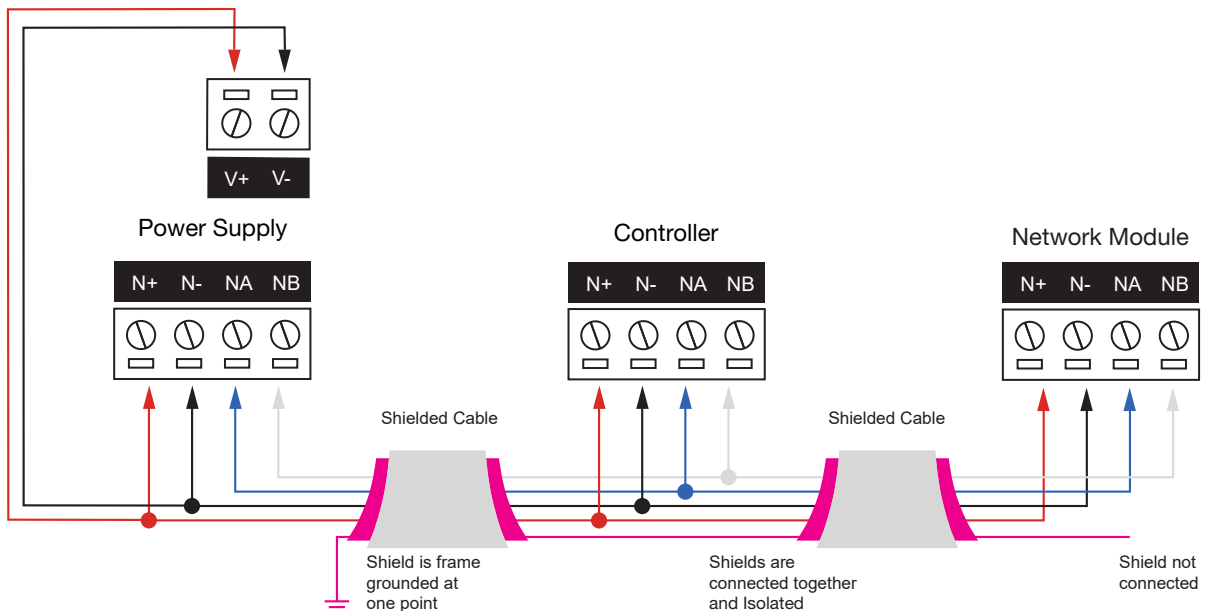 V+ V-
Power Supply
Controller
Network Module
N+ N- NA NB
N+ N- NA NB
N+ N- NA NB
Shielded Cable
Shielded Cable
Shield is frame
grounded at
one point
Shields are
connected together
and Isolated
Shield not
connected